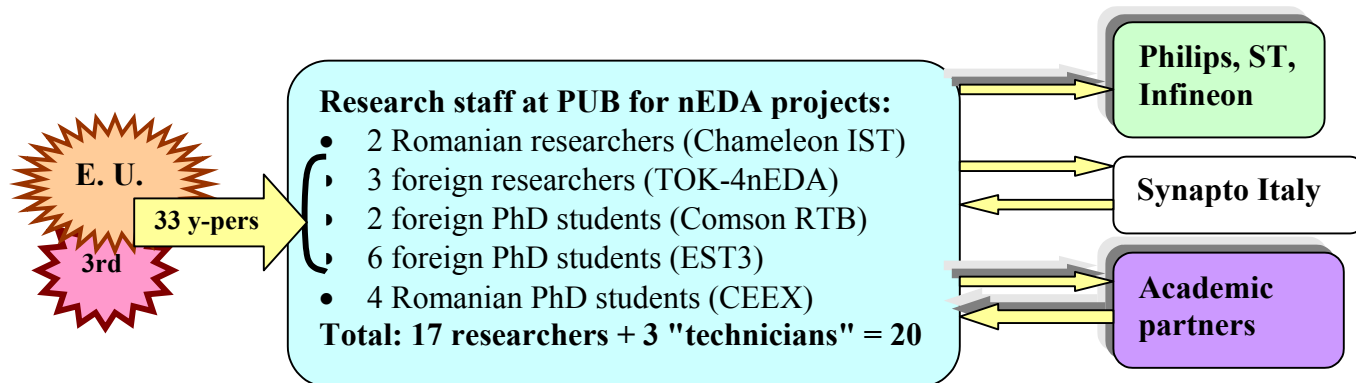 E. U.
3rd
33 y-pers
Research staff at PUB for nEDA projects:
• 2 Romanian researchers (Chameleon IST)
• 3 foreign researchers (TOK-4nEDA)
• 2 foreign PhD students (Comson RTB)
• 6 foreign PhD students (EST3)
• 4 Romanian PhD students (CEEX)
Total: 17 researchers + 3 "technicians" = 20
Philips, ST,
Infineon
Synapto Italy
Academic
partners